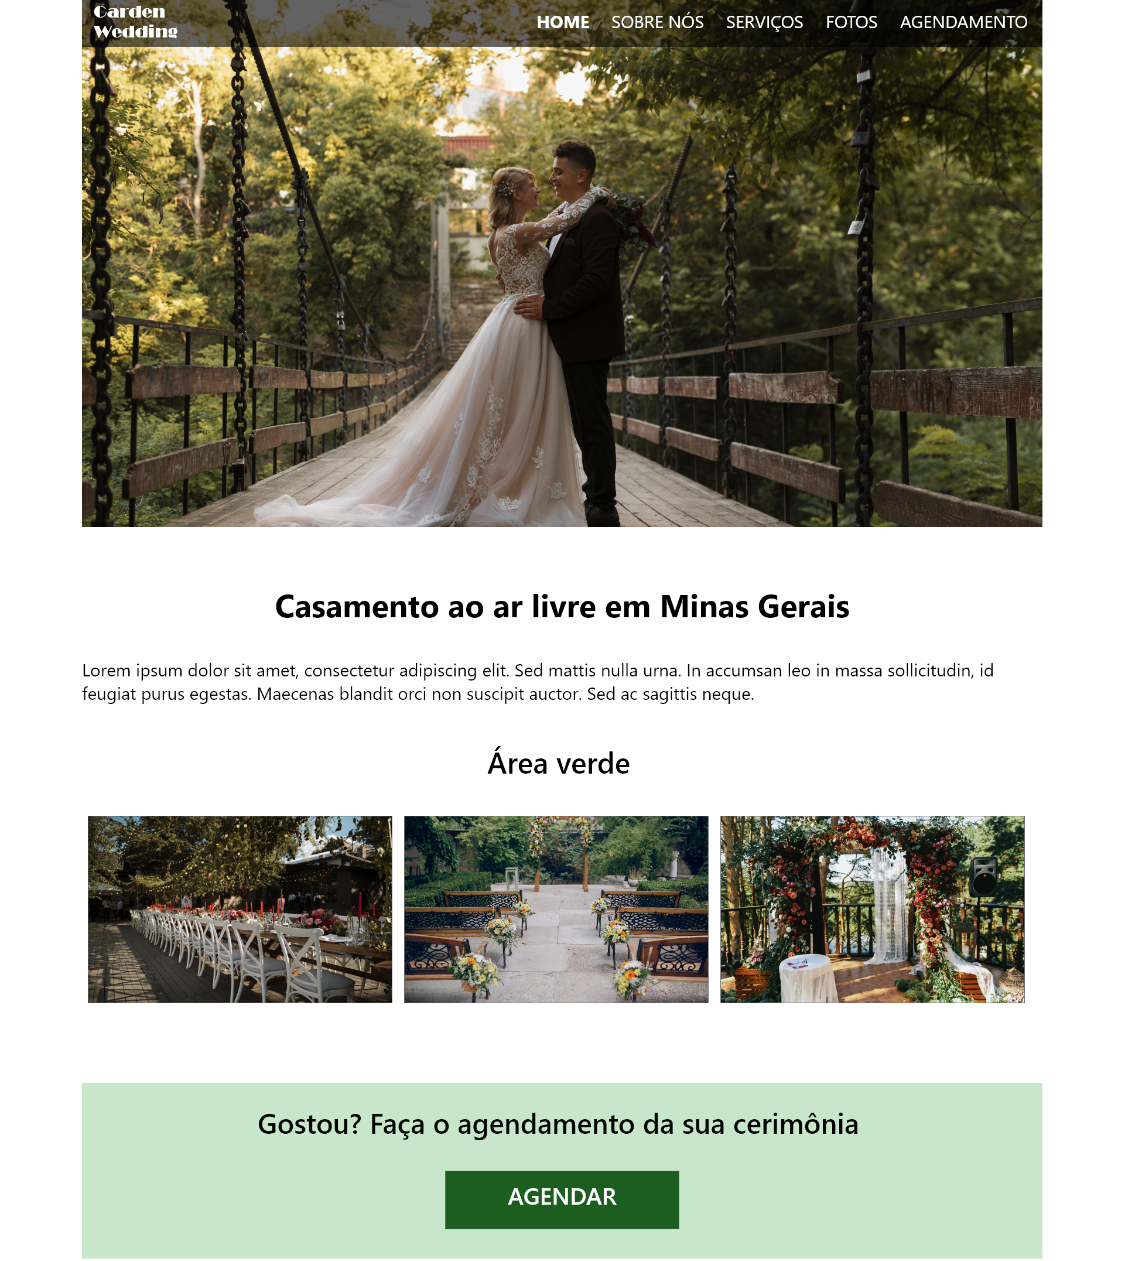 Garden
Wedding
HOME SOBRE NÓS SERVIÇOS FOTOS AGENDAMENTO
Casamento ao ar livre em Minas Gerais
Lorem ipsum dolor sit amet, consectetur adipiscing elit. Sed mattis nulla urna. In accumsan leo in massa sollicitudin, id
feugiat purus egestas. Maecenas blandit orci non suscipit auctor. Sed ac sagittis neque.
Área verde
Gostou? Faça o agendamento da sua cerimônia
AGENDAR